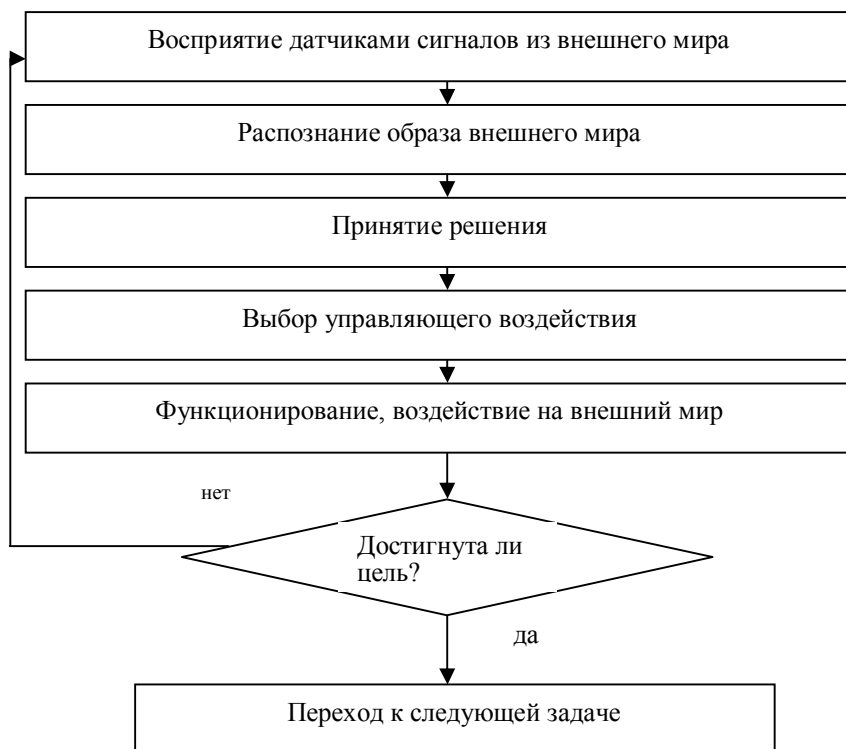 Восприятие датчиками сигналов из внешнего мира
Распознание образа внешнего мира
Принятие решения
Выбор управляющего воздействия
Функционирование, воздействие на внешний мир
нет
Достигнута ли
цель?
да
Переход к следующей задаче